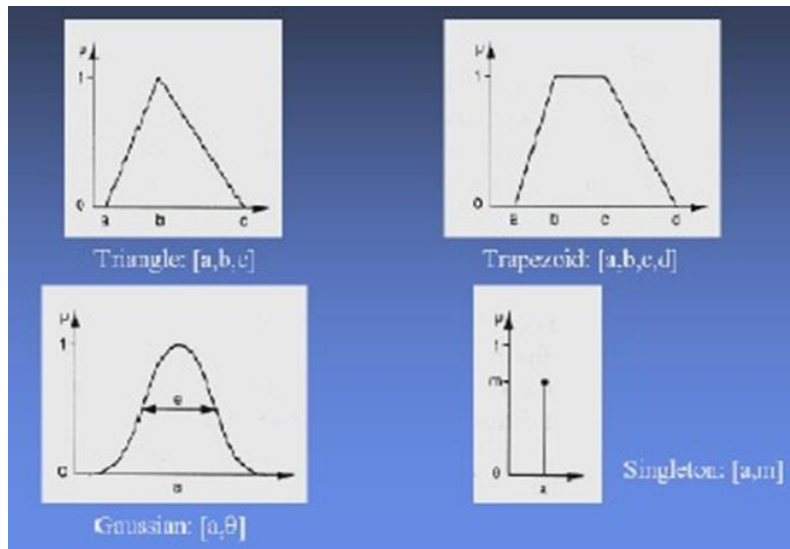 μ
1
0
a b c
Triangle: [a,b,c]
μ
1
0
a b c d
Trapezoid: [a,b,c,d]
μ
1
θ
0
a
Gaussian: [a,θ]
μ
1
m
0
a
Singleton: [a,m]